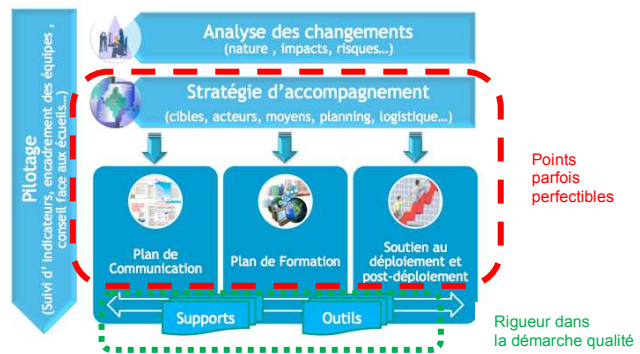 Analyse des changements
(nature , impacts, risques…)
Stratégie d’accompagnement
(cibles, acteurs, moyens, planning, logistique…)
Pilotage
(Suivi d’ indicateurs, encadrement des équipes ,
conseil face aux écueils…)
Plan de
Communication
Plan de Formation
Soutien au
déploiement et
post-déploiement
Supports
Outils
Points
parfois
perfectibles
Rigueur dans
la démarche qualité